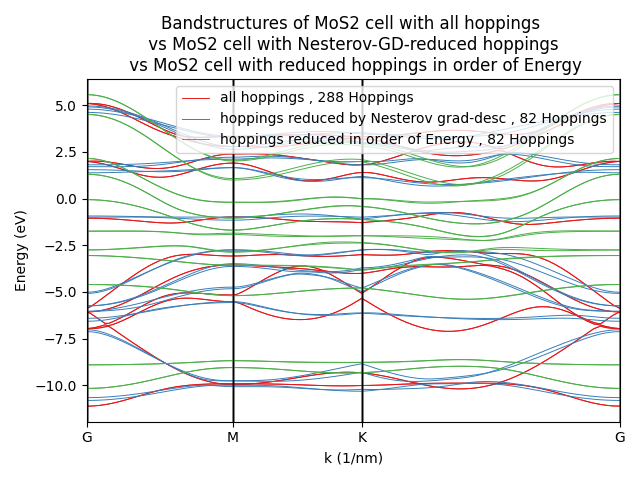 Bandstructures of MoS2 cell with all hoppings
vs MoS2 cell with Nesterov-GD-reduced hoppings
vs MoS2 cell with reduced hoppings in order of Energy
all hoppings , 288 Hoppings
hoppings reduced by Nesterov grad-desc , 82 Hoppings
hoppings reduced in order of Energy , 82 Hoppings
Energy (eV)
5.0
2.5
0.0
−2.5
−5.0
−7.5
−10.0
G M K G
k (1/nm)